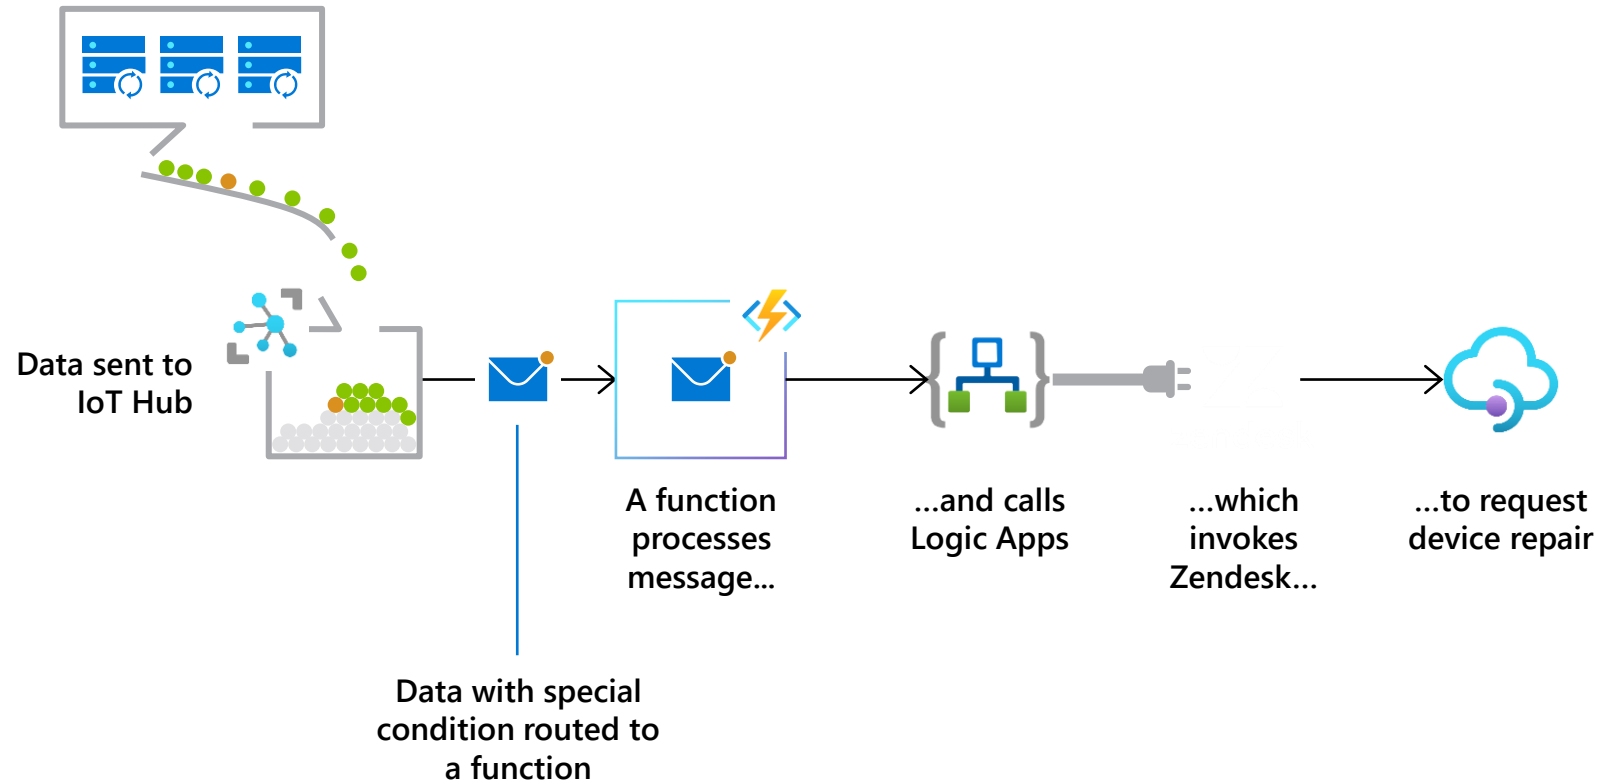 Data sent to
IoT Hub
A function
processes
message...
...and calls
Logic Apps
...which
invokes
Zendesk...
...to request
device repair
Data with special
condition routed to
a function